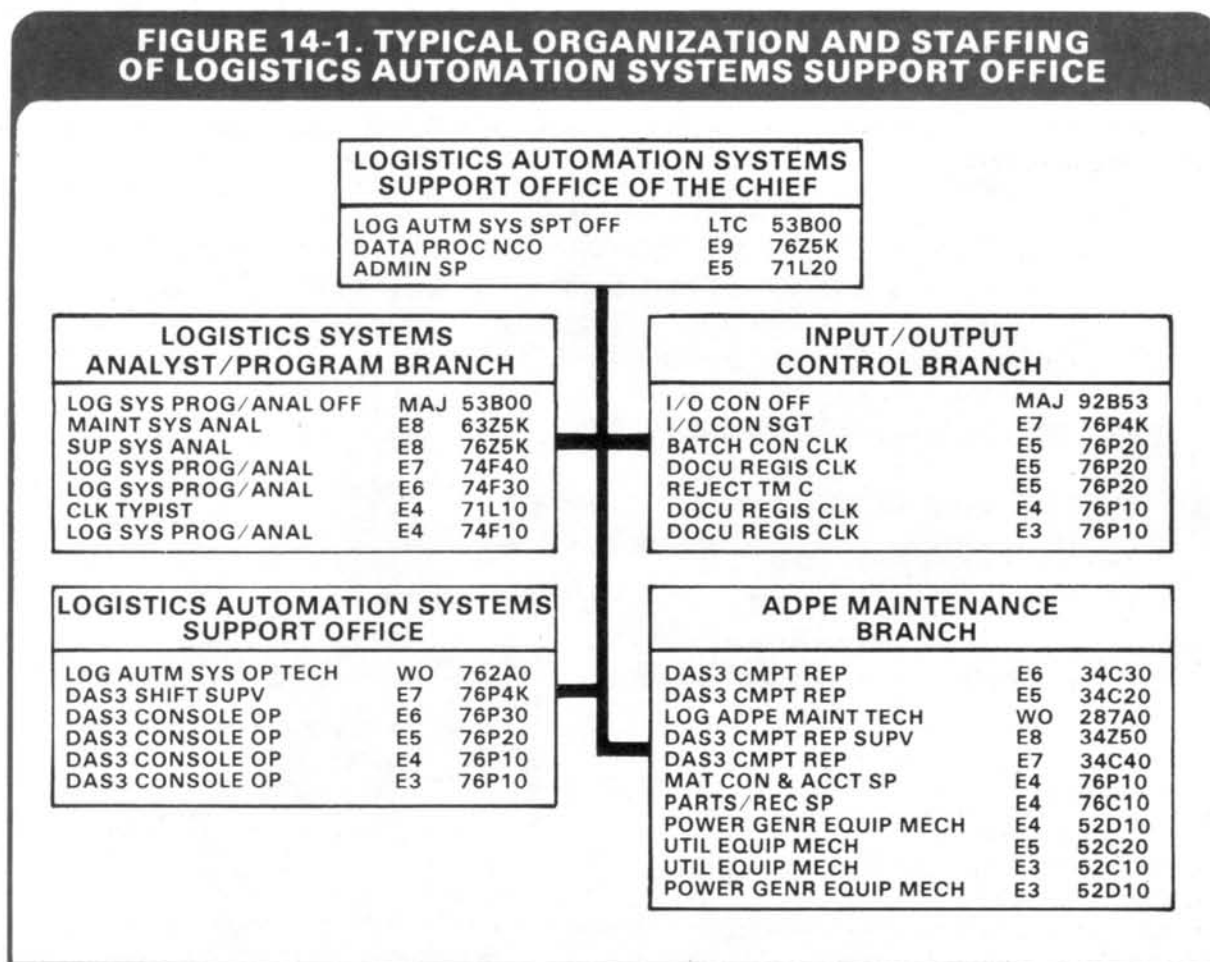 FIGURE 14-1. TYPICAL ORGANIZATION AND STAFFING
OF LOGISTICS AUTOMATION SYSTEMS SUPPORT OFFICE
LOGISTICS AUTOMATION SYSTEMS
SUPPORT OFFICE OF THE CHIEF
LOG AUTM SYS SPT OFF LTC 53B00
DATA PROC NCO E9 76Z5K
ADMIN SP E5 71L20
LOGISTICS SYSTEMS
ANALYST/PROGRAM BRANCH
LOG SYS PROG/ANAL OFF MAJ 53B00
MAINT SYS ANAL E8 63Z5K
SUP SYS ANAL E8 76Z5K
LOG SYS PROG/ANAL E7 74F40
LOG SYS PROG/ANAL E6 74F30
CLK TYPIST E4 71L10
LOG SYS PROG/ANAL E4 74F10
INPUT/OUTPUT
CONTROL BRANCH
I/O CON OFF MAJ 92B53
I/O CON SGT E7 76P4K
BATCH CON CLK E5 76P20
DOCU REGIS CLK E5 76P20
REJECT TM C E5 76P20
DOCU REGIS CLK E4 76P10
DOCU REGIS CLK E3 76P10
LOGISTICS AUTOMATION SYSTEMS
SUPPORT OFFICE
LOG AUTM SYS OP TECH WO 762A0
DAS3 SHIFT SUPV E7 76P4K
DAS3 CONSOLE OP E6 76P30
DAS3 CONSOLE OP E5 76P20
DAS3 CONSOLE OP E4 76P10
DAS3 CONSOLE OP E3 76P10
ADPE MAINTENANCE
BRANCH
DAS3 CMPT REP E6 34C30
DAS3 CMPT REP E5 34C20
LOG ADPE MAINT TECH WO 287A0
DAS3 CMPT REP SUPV E8 34Z50
DAS3 CMPT REP E7 34C40
MAT CON & ACCT SP E4 76P10
PARTS/REC SP E4 76C10
POWER GENR EQUIP MECH E4 52D10
UTIL EQUIP MECH E5 52C20
UTIL EQUIP MECH E3 52C10
POWER GENR EQUIP MECH E3 52D10